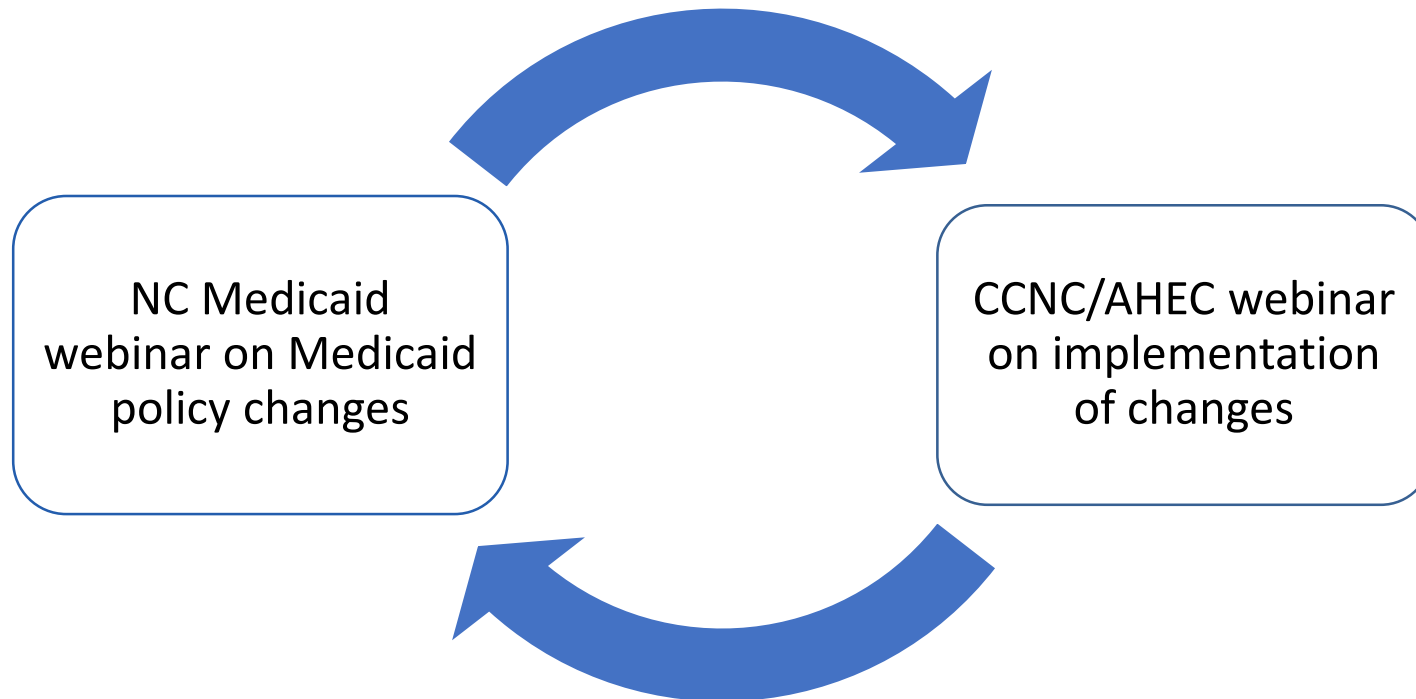 NC Medicaid
webinar on Medicaid
policy changes
CCNC/AHEC webinar
on implementation
of changes